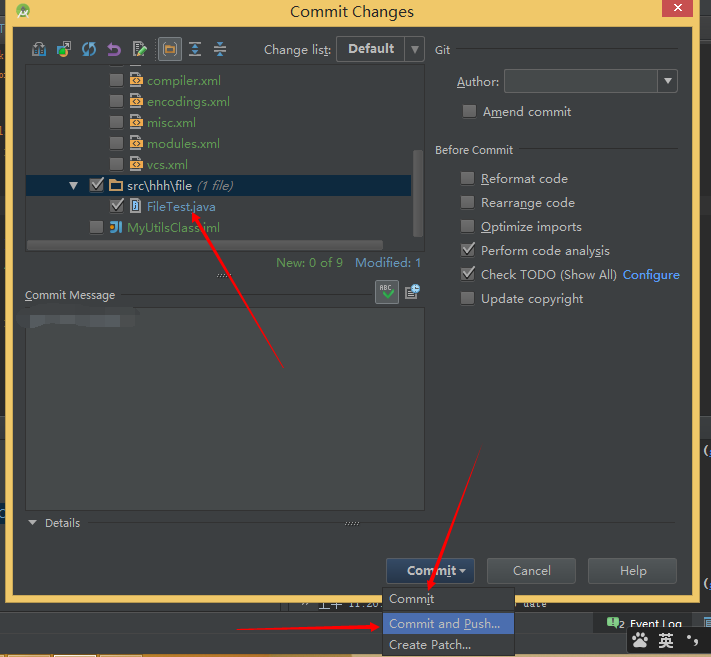 Commit Changes
Change list: Default
Git
compiler.xml
encodings.xml
misc.xml
modules.xml
vcs.xml
src\hhh\file (1 file)
FileTest.java
MyUtilsClass.iml
New: 0 of 9 Modified: 1
Author:
Amend commit
Before Commit
Reformat code
Rearrange code
Optimize imports
Perform code analysis
Check TODO (Show All) Configure
Update copyright
Commit Message
ABC
Details
Commit
Cancel
Help
Commit
Commit and Push...
Create Patch...
date
2 Event Log
英